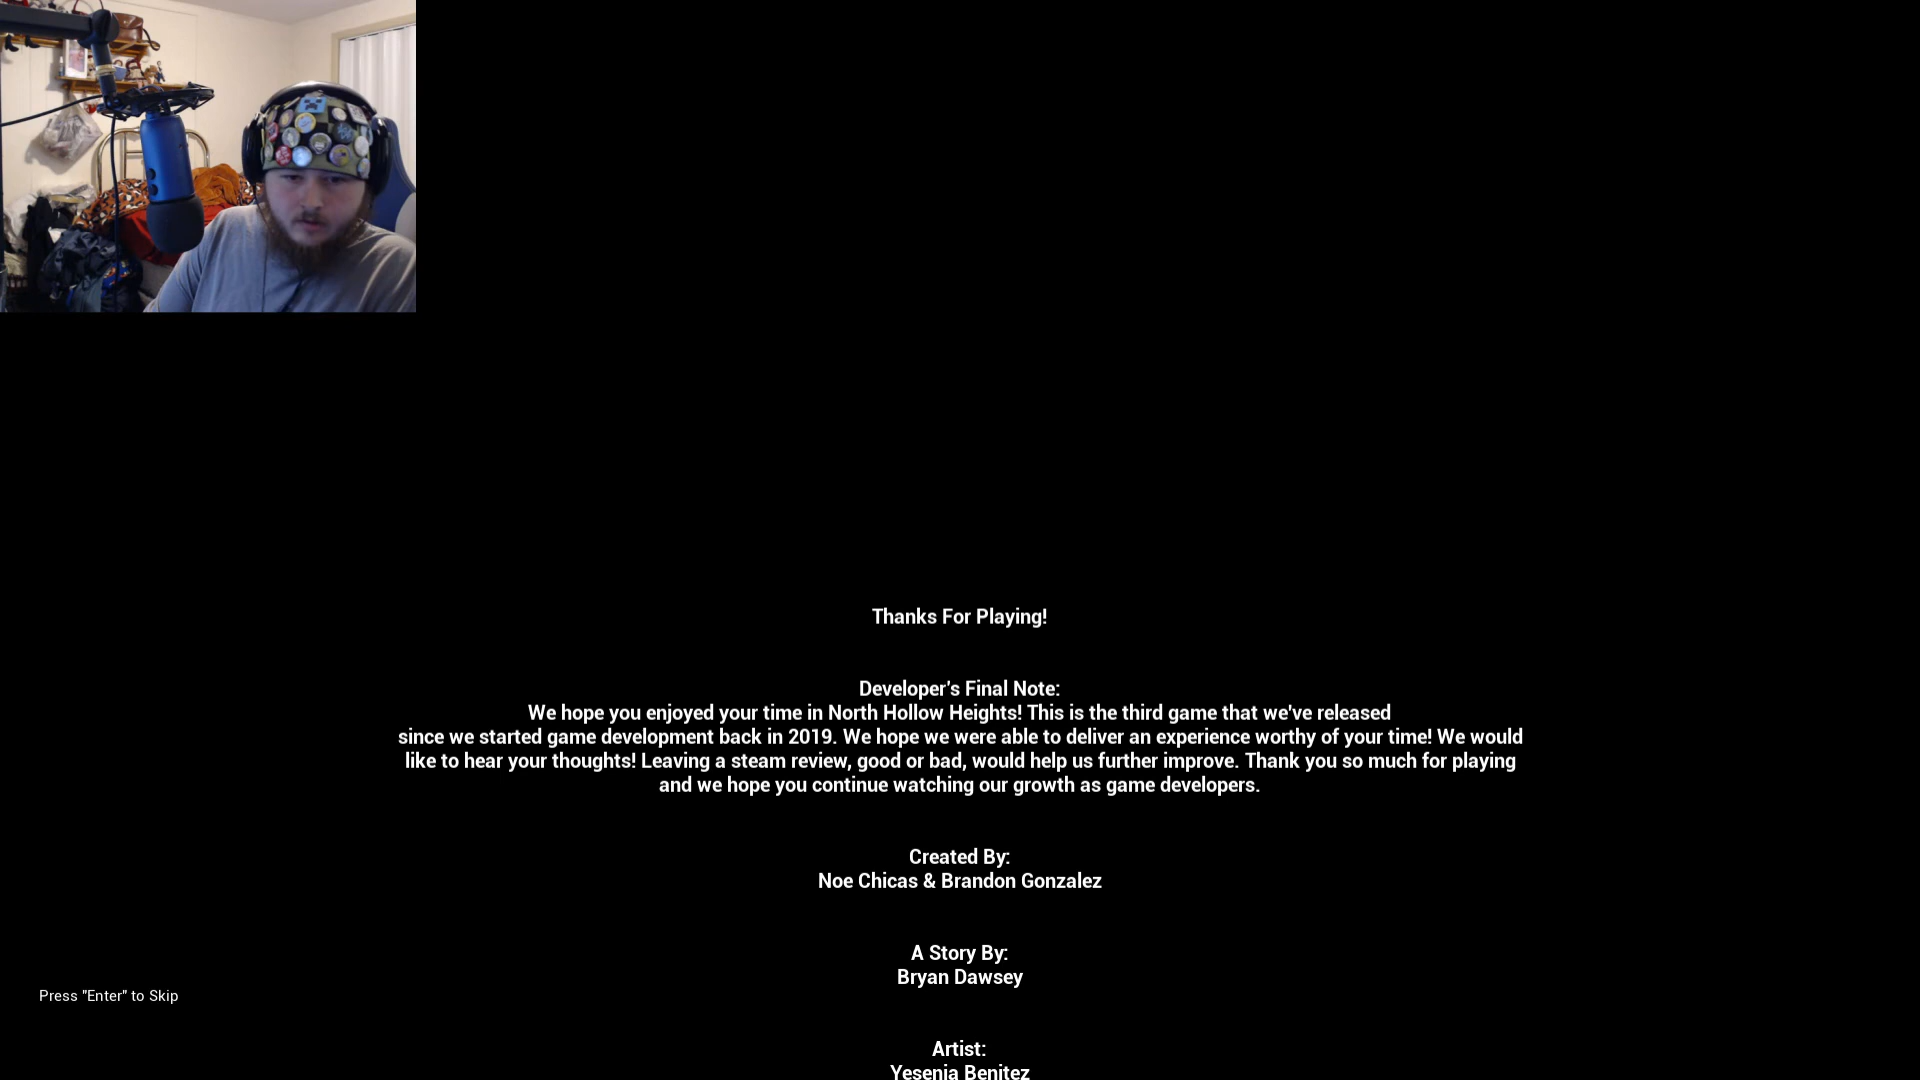 Thanks For Playing!
Developer's Final Note:
We hope you enjoyed your time in North Hollow Heights! This is the third game that we've released
since we started game development back in 2019. We hope we were able to deliver an experience worthy of your time! We would
like to hear your thoughts! Leaving a steam review, good or bad, would help us further improve. Thank you so much for playing
and we hope you continue watching our growth as game developers.
Created By:
Noe Chicas & Brandon Gonzalez
A Story By:
Bryan Dawsey
Press "Enter" to Skip
Artist:
Yesenia Benitez